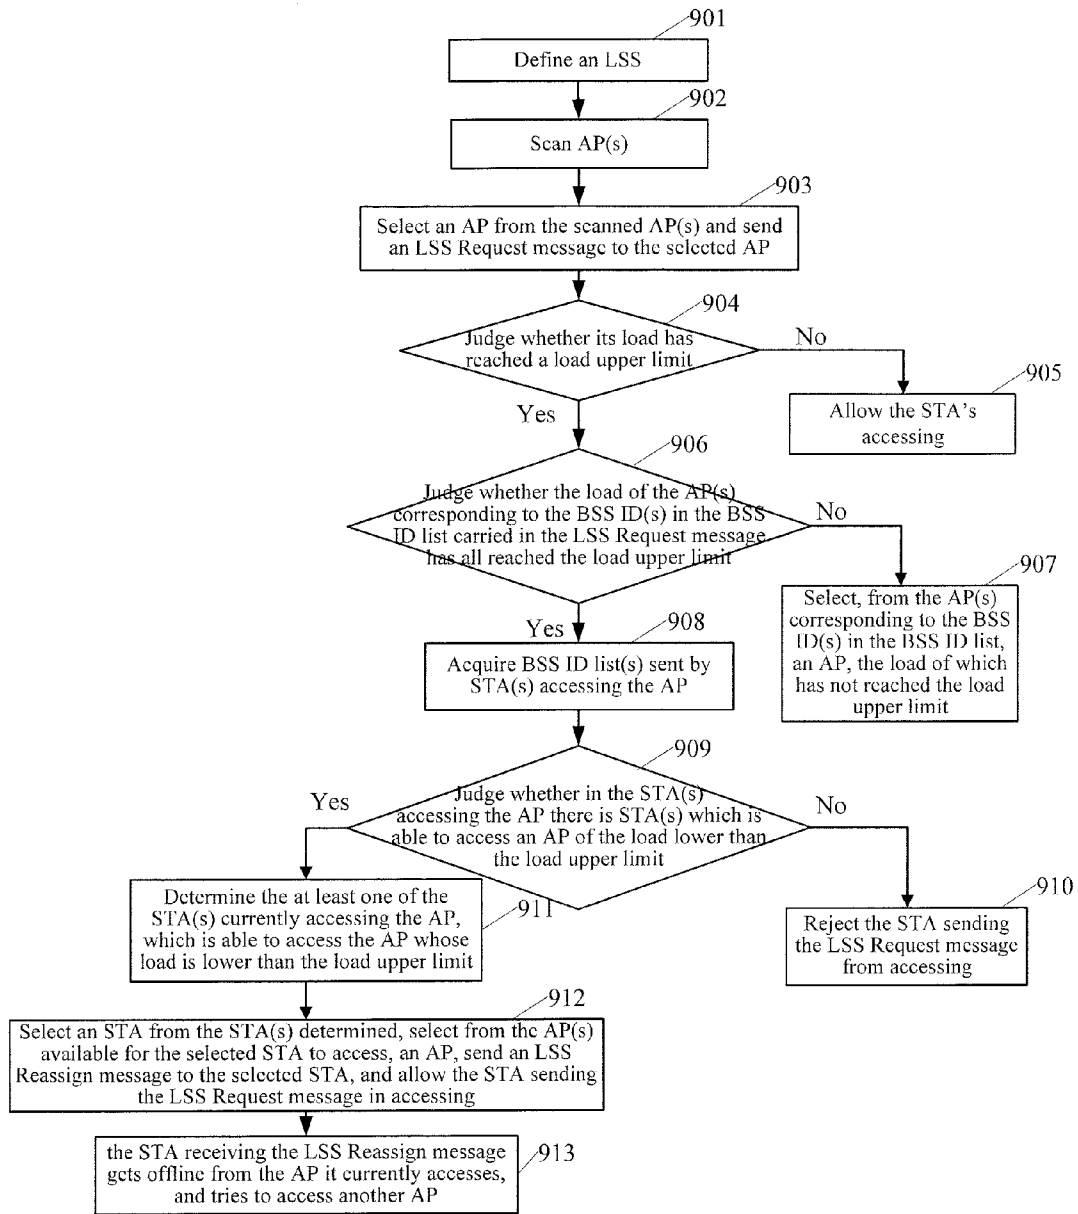 901
Define an LSS
902
Scan AP(s)
903
Select an AP from the scanned AP(s) and send
an LSS Request message to the selected AP
904
Judge whether its load has
reached a load upper limit
No
905
Allow the STA's
accessing
Yes
906
Judge whether the load of the AP(s)
corresponding to the BSS ID(s) in the BSS
ID list carried in the LSS Request message
has all reached the load upper limit
No
907
Select, from the AP(s)
corresponding to the BSS
ID(s) in the BSS ID list,
an AP, the load of which
has not reached the load
upper limit
Yes
908
Acquire BSS ID list(s) sent by
STA(s) accessing the AP
909
Judge whether in the STA(s)
accessing the AP there is STA(s) which is
able to access an AP of the load lower than
the load upper limit
Yes
No
910
Reject the STA sending
the LSS Request message
from accessing
911
Determine the at least one of the
STA(s) currently accessing the AP,
which is able to access the AP whose
load is lower than the load upper limit
912
Select an STA from the STA(s) determined, select from the AP(s)
available for the selected STA to access, an AP, send an LSS
Reassign message to the selected STA, and allow the STA sending
the LSS Request message in accessing
913
the STA receiving the LSS Reassign message
gets offline from the AP it currently accesses,
and tries to access another AP